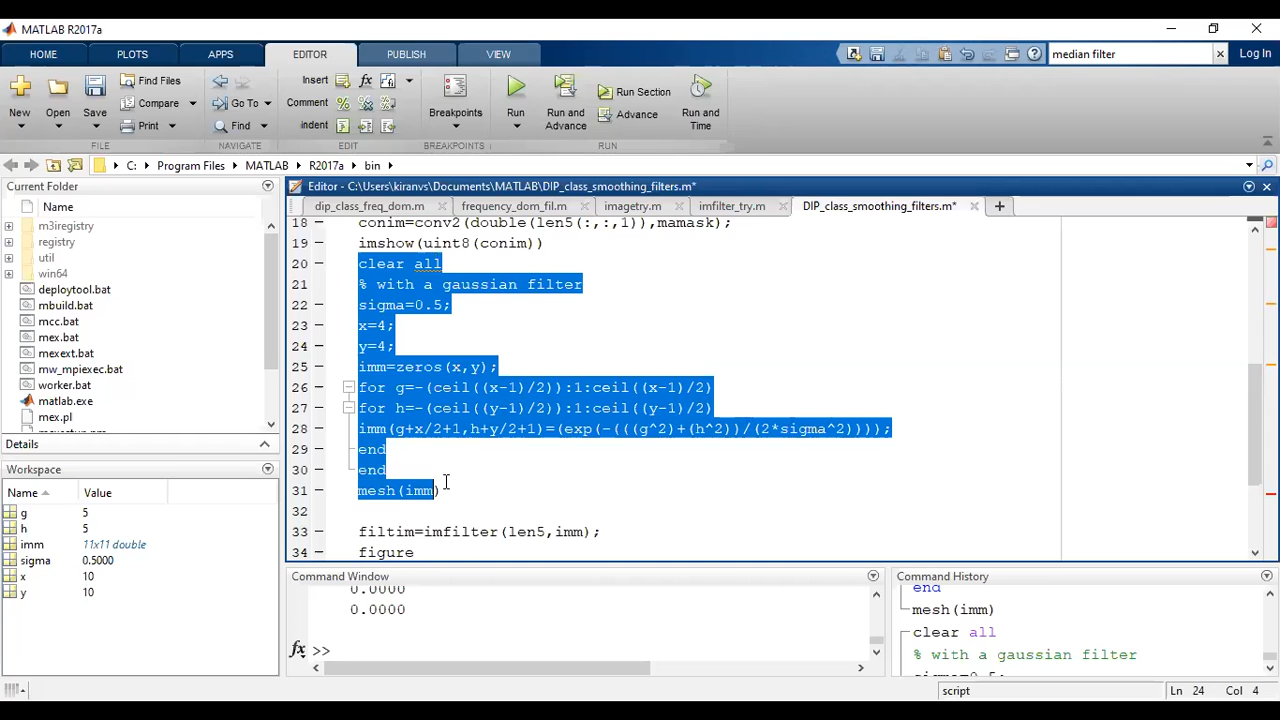 MATLAB R2017a
HOME PLOTS APPS EDITOR PUBLISH VIEW median filter Log In
New Open Save Find Files Compare Print Go To Find Insert Comment Indent Breakpoints Run Run and Advance Run Section Advance Run and Time
FILE NAVIGATE EDIT BREAKPOINTS RUN
C: Program Files MATLAB R2017a bin
Current Folder
Name
m3iregistry
registry
util
win64
deploytool.bat
mbuild.bat
mcc.bat
mex.bat
mexext.bat
mw_mpiexec.bat
worker.bat
matlab.exe
mex.pl
Details
Workspace
Name Value
g 5
h 5
imm 11x11 double
sigma 0.5000
x 10
y 10
Editor - C:\Users\kiranvs\Documents\MATLAB\DIP_class_smoothing_filters.m*
dip_class_freq_dom.m frequency_dom_fil.m imagetry.m imfilter_try.m DIP_class_smoothing_filters.m*
18 conim=conv2(double(len5(:,:,1)),mamask);
19 imshow(uint8(conim))
20 clear all
21 % with a gaussian filter
22 sigma=0.5;
23 x=4;
24 y=4;
25 imm=zeros(x,y);
26 for g=-(ceil((x-1)/2)):1:ceil((x-1)/2)
27 for h=-(ceil((y-1)/2)):1:ceil((y-1)/2)
28 imm(g+x/2+1,h+y/2+1)=(exp(-(((g^2)+(h^2))/(2*sigma^2))));
29 end
30 end
31 mesh(imm)
32
33 filtim=imfilter(len5,imm);
34 figure
Command Window
0.0000
0.0000
fx >>
Command History
end
mesh(imm)
clear all
% with a gaussian filter
sigma=0.5;
script Ln 24 Col 4